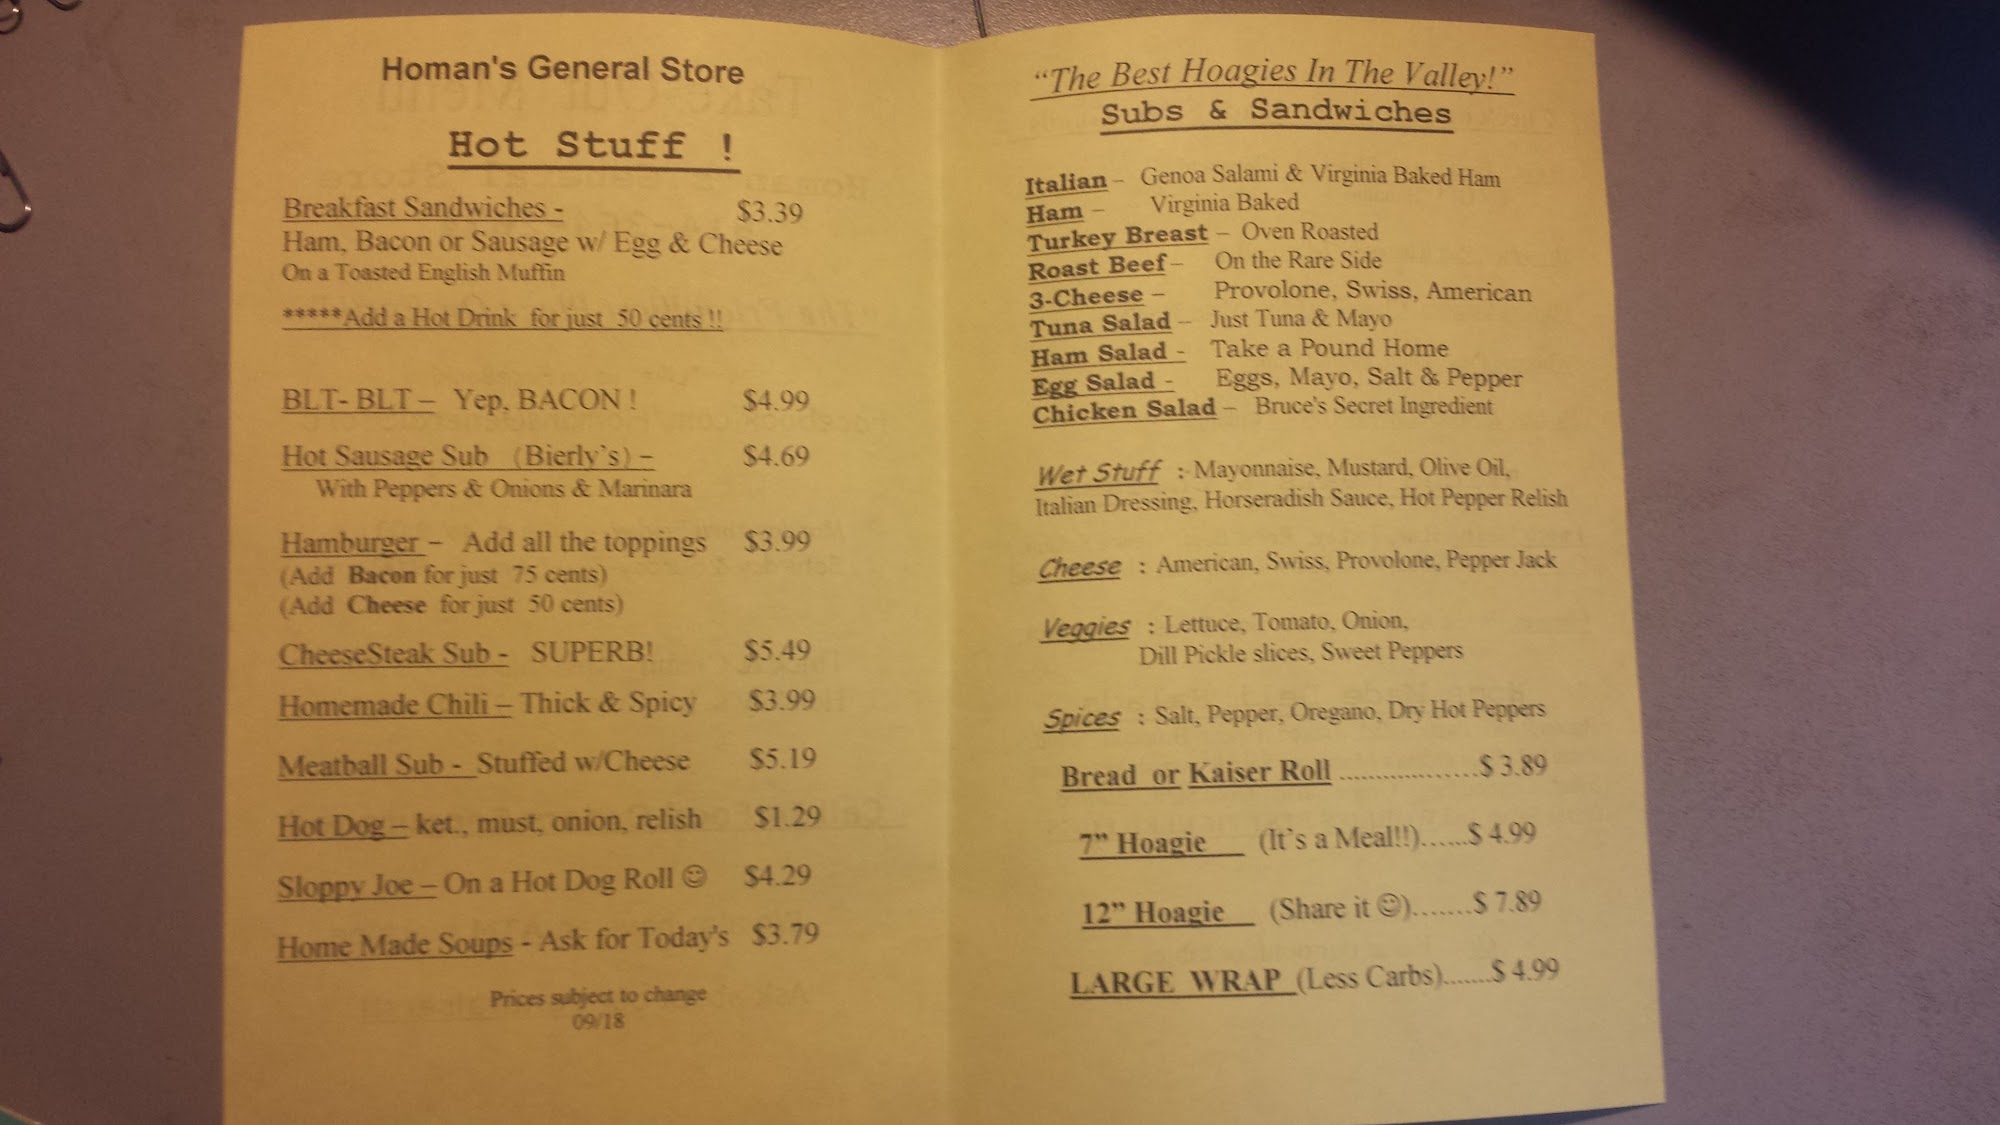 Homan's General Store
Hot Stuff !
Breakfast Sandwiches - $3.39
Ham, Bacon or Sausage w/ Egg & Cheese
On a Toasted English Muffin
*****Add a Hot Drink for just 50 cents !!
BLT- BLT – Yep, BACON ! $4.99
Hot Sausage Sub (Bierly's) – $4.69
With Peppers & Onions & Marinara
Hamburger – Add all the toppings $3.99
(Add Bacon for just 75 cents)
(Add Cheese for just 50 cents)
CheeseSteak Sub - SUPERB! $5.49
Homemade Chili – Thick & Spicy $3.99
Meatball Sub - Stuffed w/Cheese $5.19
Hot Dog – ket., must, onion, relish $1.29
Sloppy Joe – On a Hot Dog Roll ☺ $4.29
Home Made Soups - Ask for Today's $3.79
Prices subject to change
09/18
"The Best Hoagies In The Valley!"
Subs & Sandwiches
Italian – Genoa Salami & Virginia Baked Ham
Ham – Virginia Baked
Turkey Breast – Oven Roasted
Roast Beef – On the Rare Side
3-Cheese – Provolone, Swiss, American
Tuna Salad – Just Tuna & Mayo
Ham Salad - Take a Pound Home
Egg Salad - Eggs, Mayo, Salt & Pepper
Chicken Salad – Bruce's Secret Ingredient
Wet Stuff : Mayonnaise, Mustard, Olive Oil,
Italian Dressing, Horseradish Sauce, Hot Pepper Relish
Cheese : American, Swiss, Provolone, Pepper Jack
Veggies : Lettuce, Tomato, Onion,
Dill Pickle slices, Sweet Peppers
Spices : Salt, Pepper, Oregano, Dry Hot Peppers
Bread or Kaiser Roll ...................$ 3.89
7" Hoagie (It's a Meal!!)......$ 4.99
12" Hoagie (Share it ☺).......$ 7.89
LARGE WRAP (Less Carbs).......$ 4.99